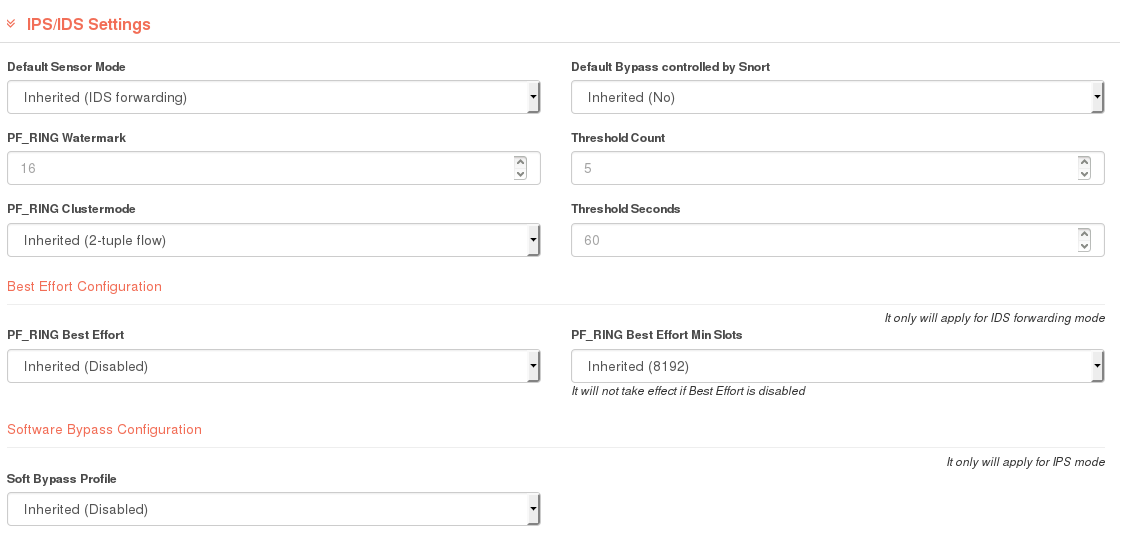 IPS/IDS Settings
Default Sensor Mode
Default Bypass controlled by Snort
Inherited (IDS forwarding)
Inherited (No)
PF_RING Watermark
Threshold Count
16
5
PF_RING Clustermode
Threshold Seconds
Inherited (2-tuple flow)
60
Best Effort Configuration
It only will apply for IDS forwarding mode
PF_RING Best Effort
PF_RING Best Effort Min Slots
Inherited (Disabled)
Inherited (8192)
It will not take effect if Best Effort is disabled
Software Bypass Configuration
It only will apply for IPS mode
Soft Bypass Profile
Inherited (Disabled)